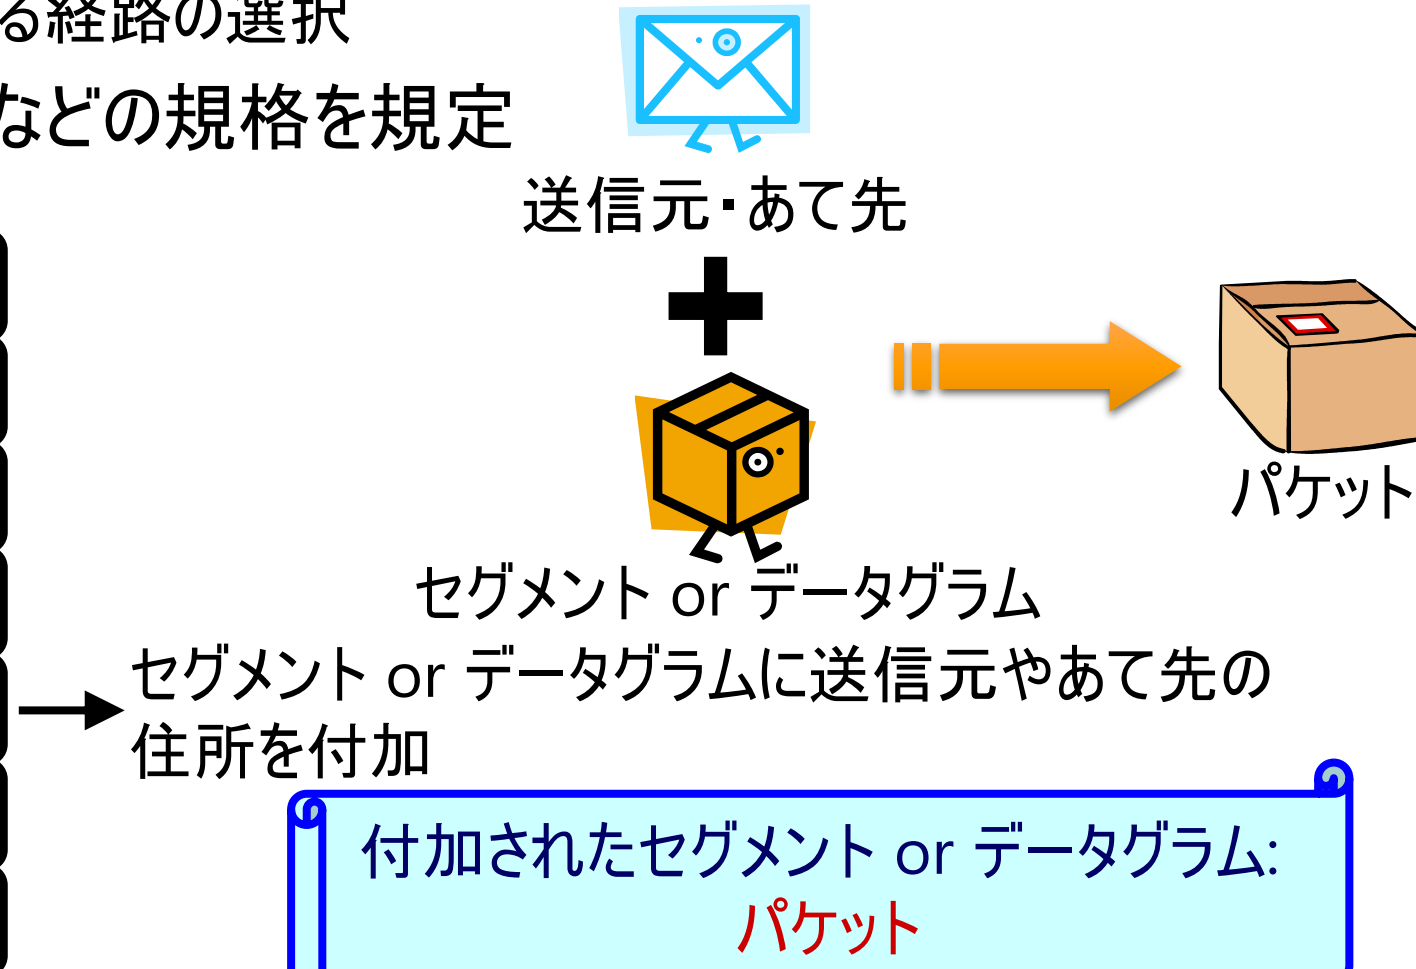 る経路の選択
などの規格を規定
送信元・あて先
パケット
セグメント or データグラム
セグメント or データグラムに送信元やあて先の
住所を付加
付加されたセグメント or データグラム:
パケット